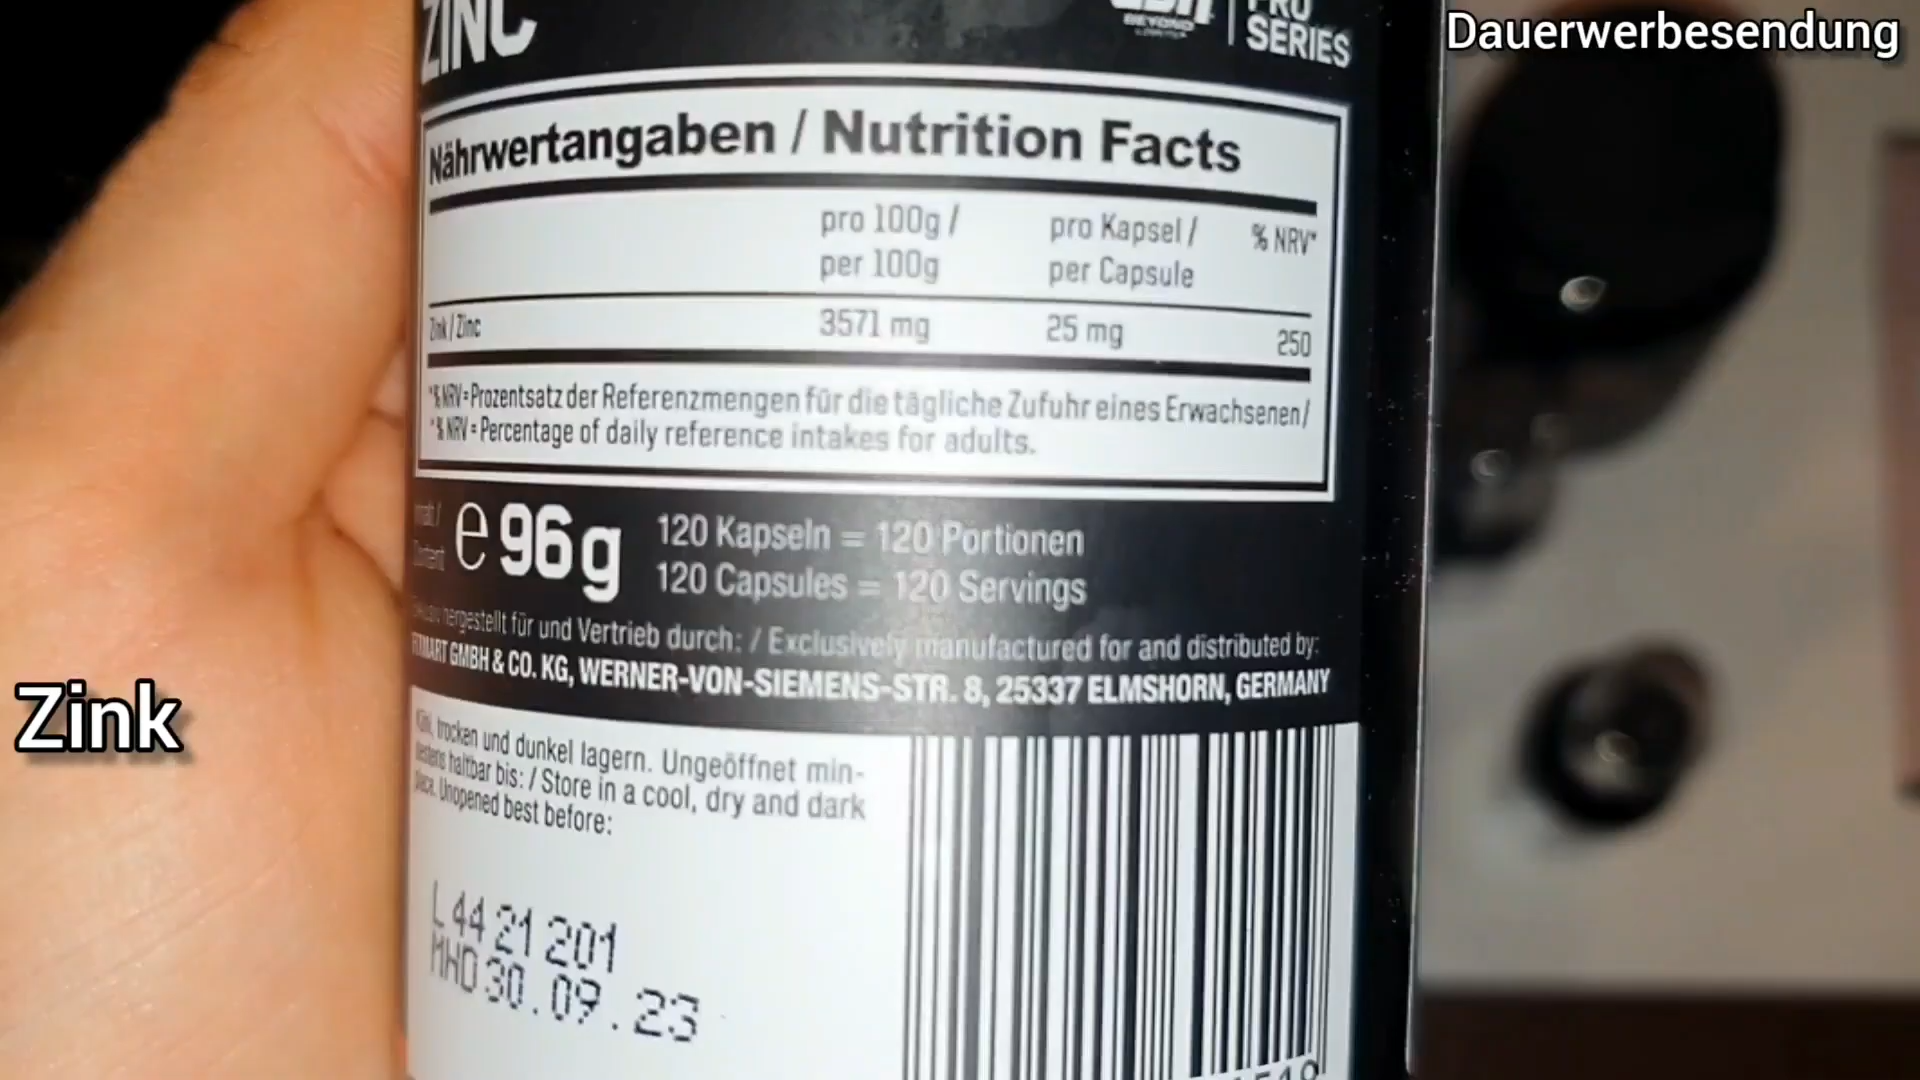 Dauerwerbesendung
ZINC
BEYOND
PRO
SERIES
Nährwertangaben / Nutrition Facts
pro 100g / pro Kapsel / % NRV*
per 100g per Capsule
Zink / Zinc 3571 mg 25 mg 250
*% NRV = Prozentsatz der Referenzmengen für die tägliche Zufuhr eines Erwachsenen /
*% NRV = Percentage of daily reference intakes for adults.
e 96 g
120 Kapseln = 120 Portionen
120 Capsules = 120 Servings
hergestellt für und Vertrieb durch: / Exclusively manufactured for and distributed by:
GMBH & CO. KG, WERNER-VON-SIEMENS-STR. 8, 25337 ELMSHORN, GERMANY
Zink
trocken und dunkel lagern. Ungeöffnet min-
destens haltbar bis: / Store in a cool, dry and dark
place. Unopened best before:
L 44 21 201
MHD 30.09.23